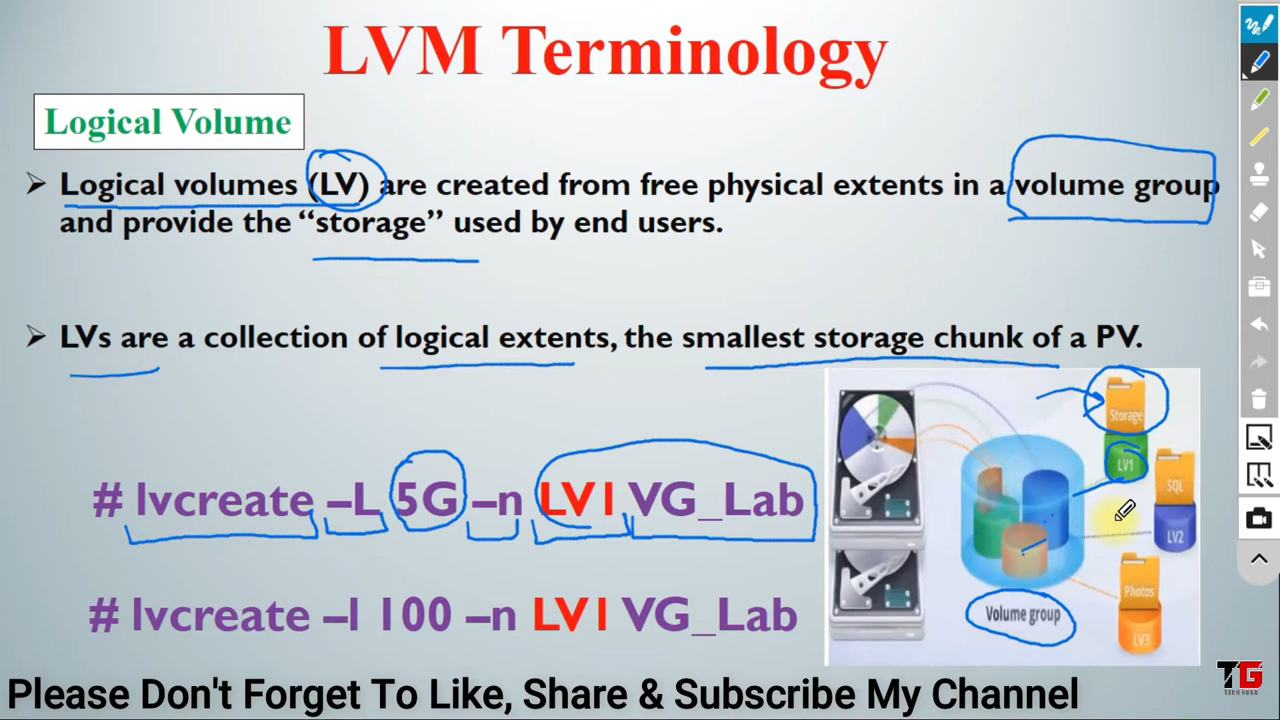 LVM Terminology
Logical Volume
➢ Logical volumes (LV) are created from free physical extents in a volume group
and provide the “storage” used by end users.
➢ LVs are a collection of logical extents, the smallest storage chunk of a PV.
# lvcreate –L 5G –n LV1 VG_Lab
# lvcreate –l 100 –n LV1 VG_Lab
Storage
LV1
SQL
LV2
Volume group
Photos
LV3
TG
Please Don't Forget To Like, Share & Subscribe My Channel